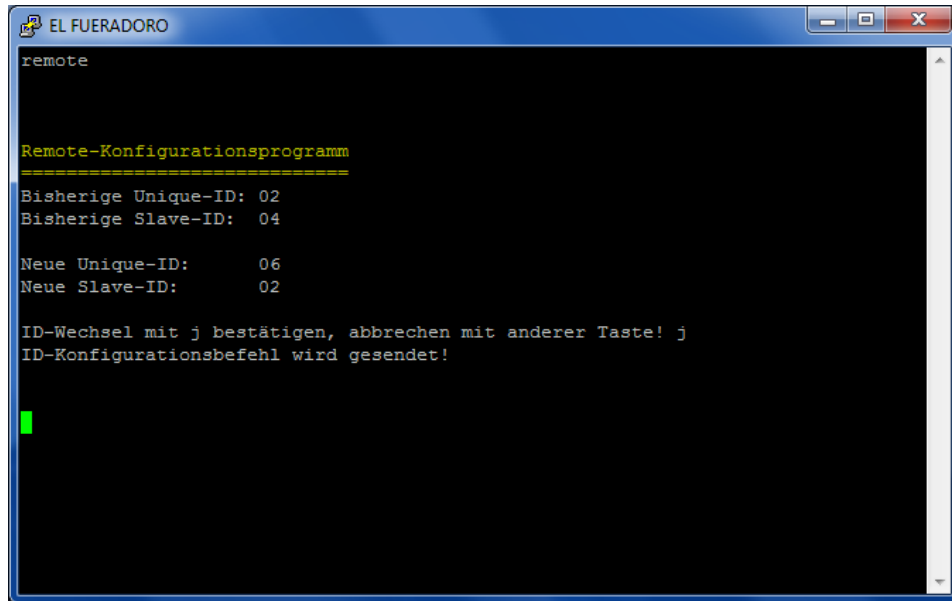 EL FUERADORO
remote
Remote-Konfigurationsprogramm
=============================
Bisherige Unique-ID: 02
Bisherige Slave-ID:  04
Neue Unique-ID:      06
Neue Slave-ID:       02
ID-Wechsel mit j bestätigen, abbrechen mit anderer Taste! j
ID-Konfigurationsbefehl wird gesendet!